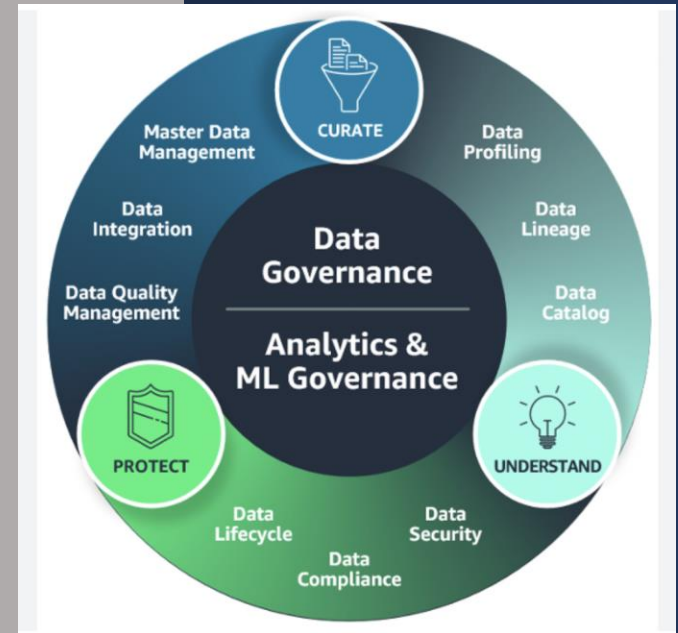 CURATE
Master Data
Management
Data
Profiling
Data
Integration
Data
Lineage
Data
Governance
Data Quality
Management
Data
Catalog
Analytics &
ML Governance
PROTECT
UNDERSTAND
Data
Lifecycle
Data
Security
Data
Compliance